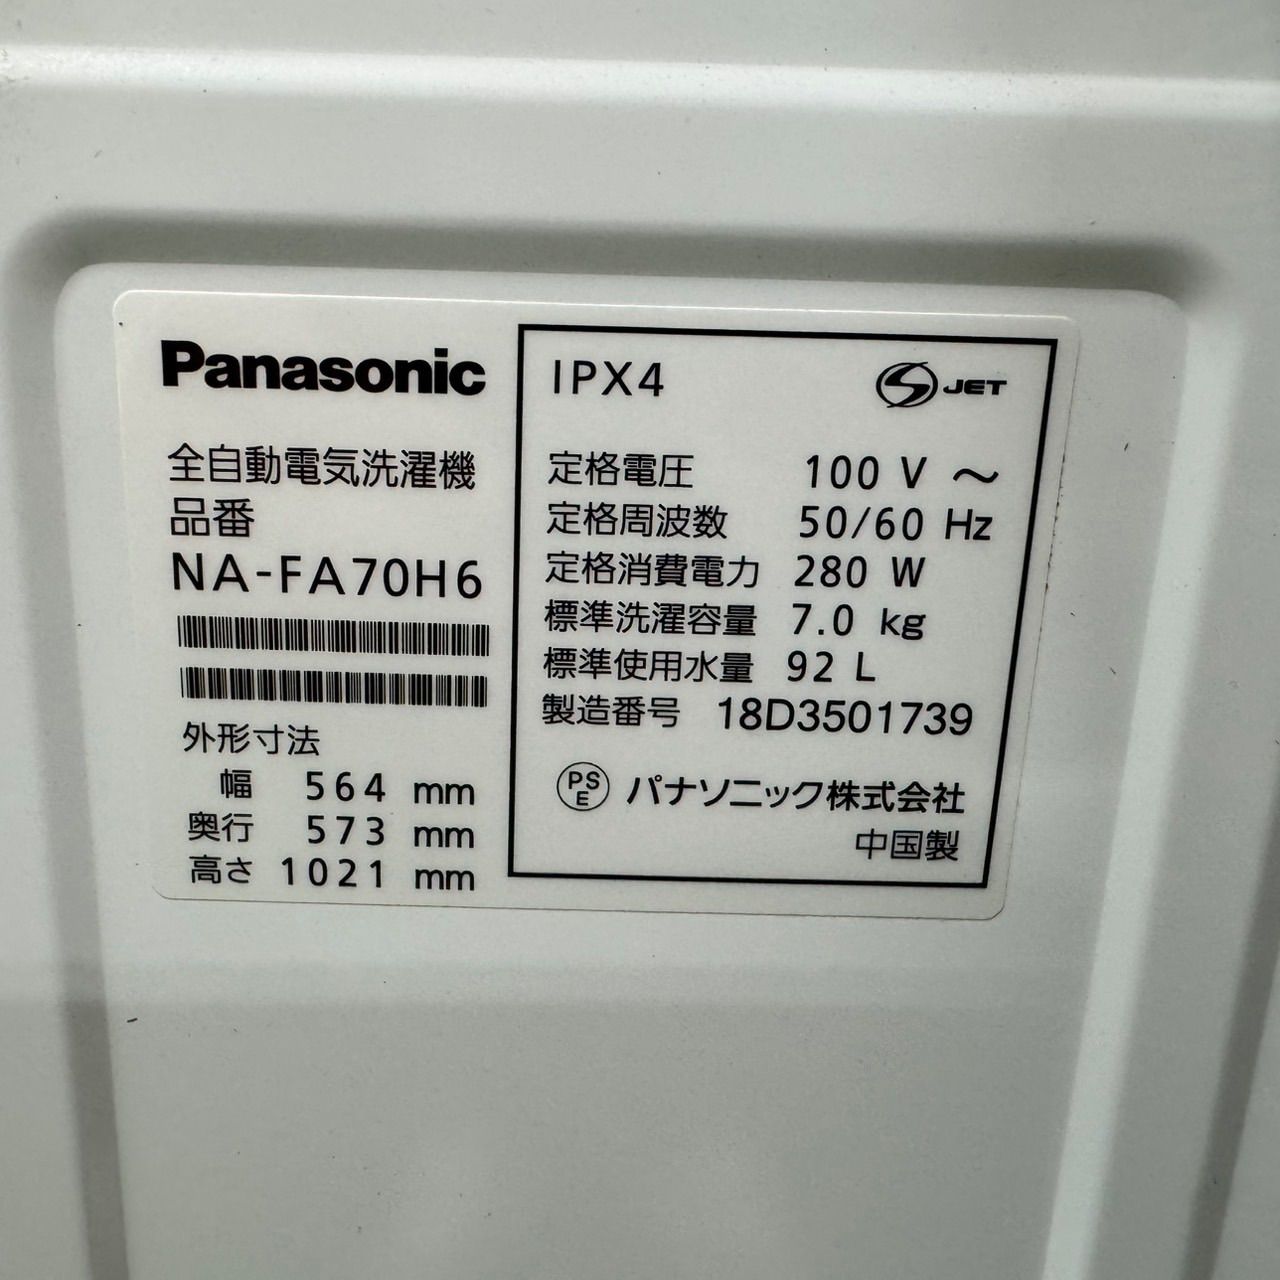 Panasonic
全自動電気洗濯機
品番
NA-FA70H6
外形寸法
幅 564 mm
奥行 573 mm
高さ 1021 mm
IPX4
S JET
定格電圧 100 V ～
定格周波数 50/60 Hz
定格消費電力 280 W
標準洗濯容量 7.0 kg
標準使用水量 92 L
製造番号 18D3501739
PSE パナソニック株式会社
中国製